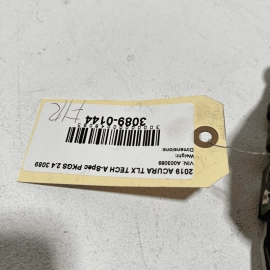 2019 ACURA TLX TECH A-Spec PKGS 2.4 3089
VIN: A003089
Weight:
Dimensions:
3089-0144